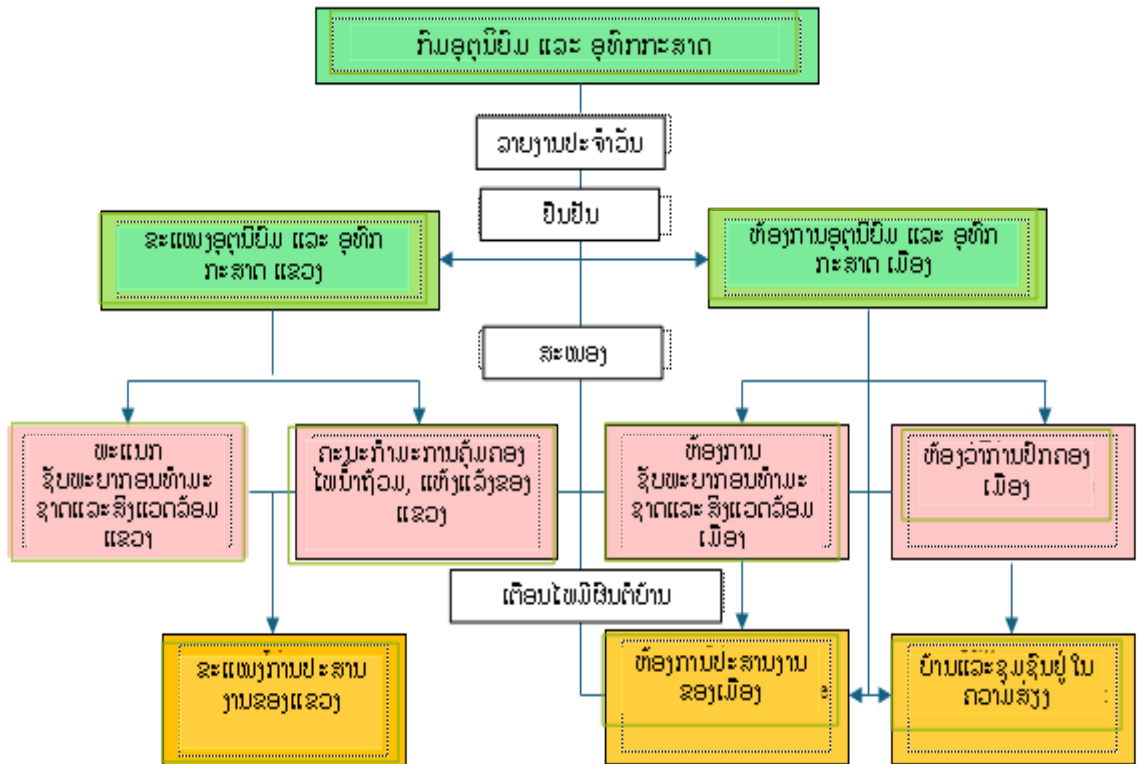 ກົມອຸຕຸນິຍົມ ແລະ ອຸທົກກະສາດ
ລາຍງານປະຈຳວັນ
ຢືນຢັນ
ຂະແໜງອຸຕຸນິຍົມ ແລະ ອຸທົກ
ກະສາດ ແຂວງ
ຫ້ອງການອຸຕຸນິຍົມ ແລະ ອຸທົກ
ກະສາດ ເມືອງ
ສະໜອງ
ພະແນກ
ຊັບພະຍາກອນທຳມະ
ຊາດແລະສິ່ງແວດລ້ອມ
ແຂວງ
ຄະນະກຳມະການຄຸ້ມຄອງ
ໄພນ້ຳຖ້ວມ, ແຫ້ງແລ້ງຂອງ
ແຂວງ
ຫ້ອງການ
ຊັບພະຍາກອນທຳມະ
ຊາດແລະສິ່ງແວດລ້ອມ
ເມືອງ
ຫ້ອງວ່າການປົກຄອງ
ເມືອງ
ເຕືອນໄພມີຜົນຕໍ່ບ້ານ
ຂະແໜງການປະສານ
ງານຂອງແຂວງ
ຫ້ອງການປະສານງານ
ຂອງເມືອງ
ບ້ານແລະຊຸມຊົນຢູ່ ໃນ
ຄວາມສ່ຽງ